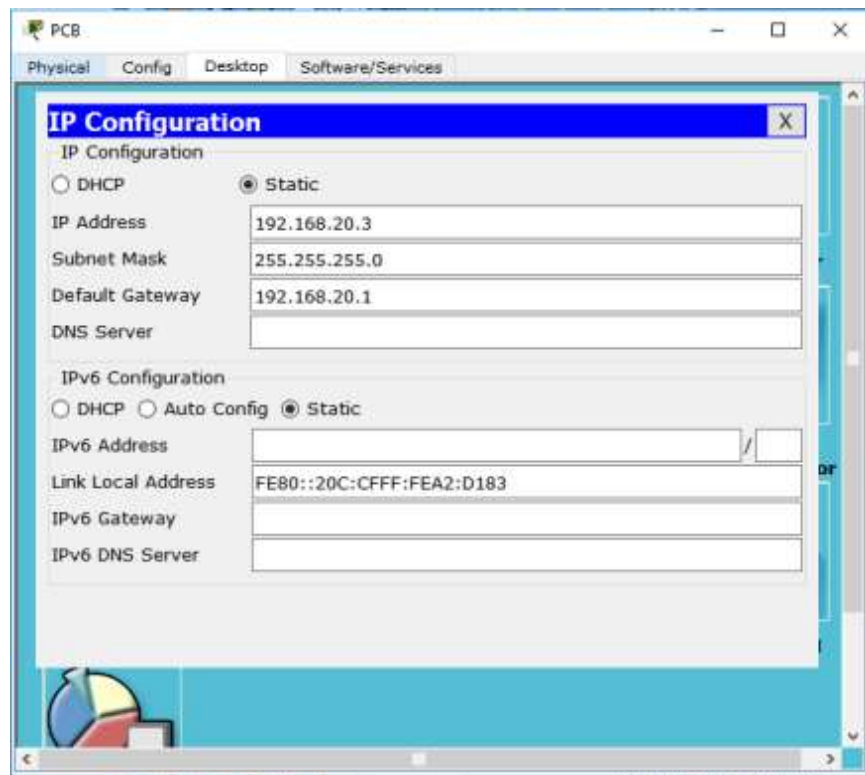 PCB
Physical Config Desktop Software/Services
IP Configuration X
IP Configuration
DHCP Static
IP Address 192.168.20.3
Subnet Mask 255.255.255.0
Default Gateway 192.168.20.1
DNS Server
IPv6 Configuration
DHCP Auto Config Static
IPv6 Address /
Link Local Address FE80::20C:CFFF:FEA2:D183
IPv6 Gateway
IPv6 DNS Server
or